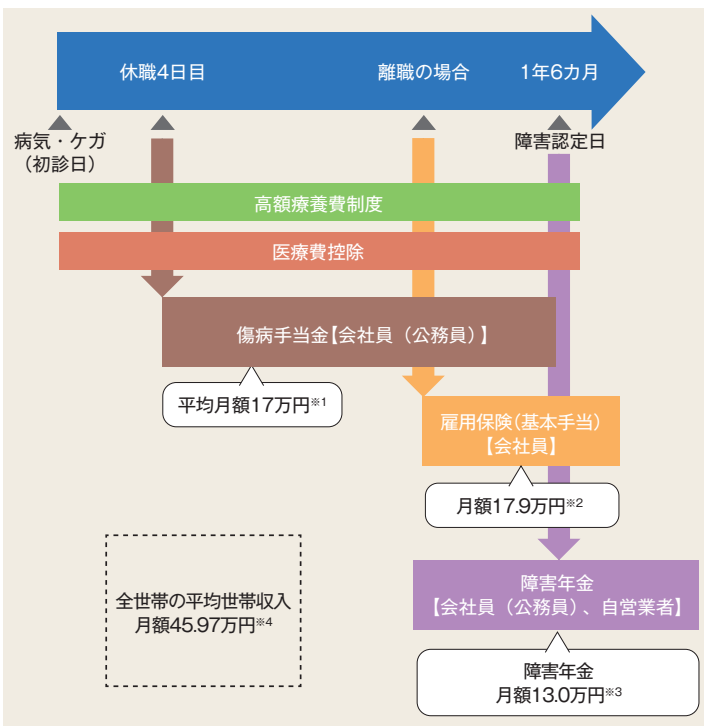 休職4日目
離職の場合
1年6カ月
病気・ケガ
（初診日）
障害認定日
高額療養費制度
医療費控除
傷病手当金【会社員（公務員）】
平均月額17万円※1
雇用保険（基本手当）
【会社員】
月額17.9万円※2
全世帯の平均世帯収入
月額45.97万円※4
障害年金
【会社員（公務員）、自営業者】
障害年金
月額13.0万円※3